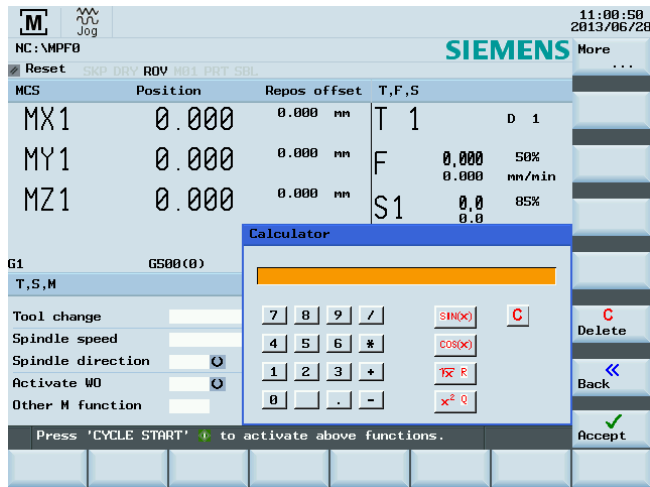 M Jog 11:00:50
2013/06/28
NC:\MPF0 SIEMENS More
...
Reset SKP DRY ROV M01 PRT SBL
MCS Position Repos offset T,F,S
MX1 0.000 0.000 mm T 1 D 1
MY1 0.000 0.000 mm F 0,000 50%
0.000 mm/min
MZ1 0.000 0.000 mm S1 0,0 85%
0.0
Calculator
G1 G500(0)
T,S,M
Tool change 7 8 9 / SIN(x) C C
Delete
Spindle speed 4 5 6 * COS(x)
Spindle direction 1 2 3 + √x R
Activate WO Back
Other M function 0 . - x² Q
Press 'CYCLE START' to activate above functions. Accept